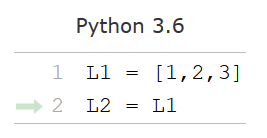 Python 3.6
1 L1 = [1,2,3]
2 L2 = L1